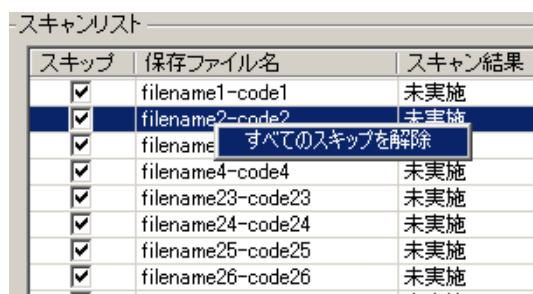 スキャンリスト
スキップ 保存ファイル名 スキャン結果
filename1-code1 未実施
filename2-code2 未実施
すべてのスキップを解除
filename
filename4-code4 未実施
filename23-code23 未実施
filename24-code24 未実施
filename25-code25 未実施
filename26-code26 未実施